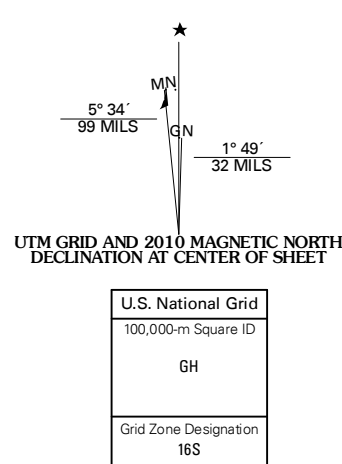 ★
MN
5° 34´
99 MILS
GN
1° 49´
32 MILS
UTM GRID AND 2010 MAGNETIC NORTH
DECLINATION AT CENTER OF SHEET
U.S. National Grid
100,000-m Square ID
GH
Grid Zone Designation
16S